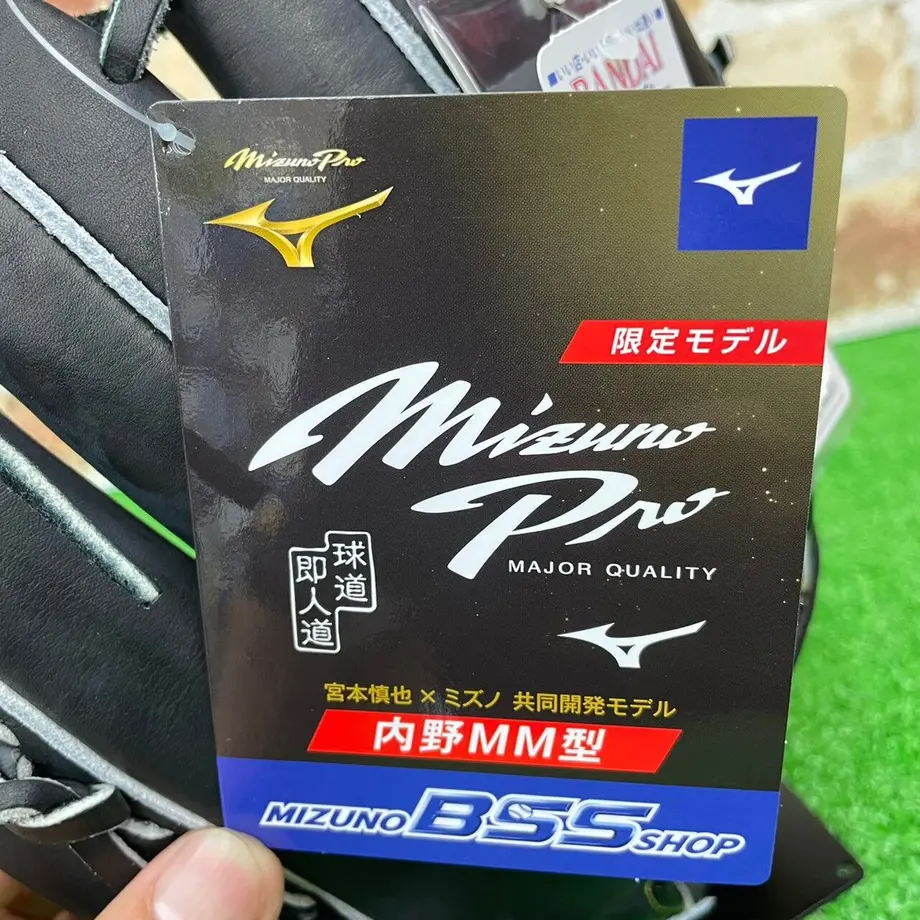 BANDAI
Mizuno Pro
MAJOR QUALITY
限定モデル
Mizuno
Pro
MAJOR QUALITY
球道
即人道
宮本慎也 × ミズノ 共同開発モデル
内野MM型
MIZUNO BSS SHOP